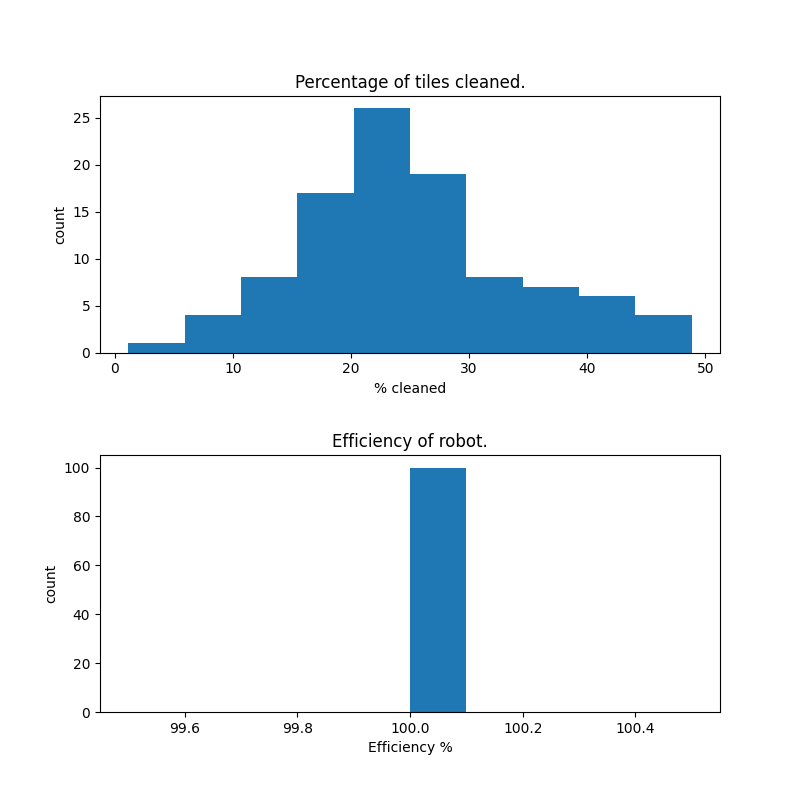 Percentage of tiles cleaned.
25
20
15
10
5
0
count
0 10 20 30 40 50
% cleaned
Efficiency of robot.
100
80
60
40
20
0
count
99.6 99.8 100.0 100.2 100.4
Efficiency %